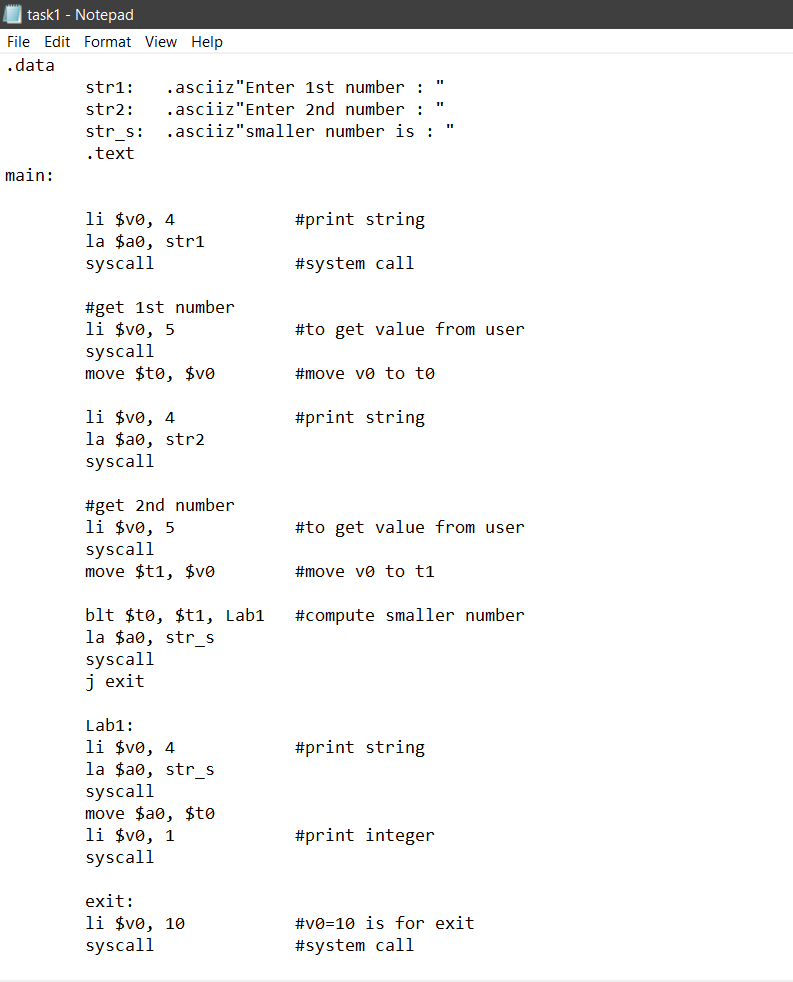 task1 - Notepad
File Edit Format View Help
.data
str1: .asciiz"Enter 1st number : "
str2: .asciiz"Enter 2nd number : "
str_s: .asciiz"smaller number is : "
.text
main:
li $v0, 4 #print string
la $a0, str1
syscall #system call
#get 1st number
li $v0, 5 #to get value from user
syscall
move $t0, $v0 #move v0 to t0
li $v0, 4 #print string
la $a0, str2
syscall
#get 2nd number
li $v0, 5 #to get value from user
syscall
move $t1, $v0 #move v0 to t1
blt $t0, $t1, Lab1 #compute smaller number
la $a0, str_s
syscall
j exit
Lab1:
li $v0, 4 #print string
la $a0, str_s
syscall
move $a0, $t0
li $v0, 1 #print integer
syscall
exit:
li $v0, 10 #v0=10 is for exit
syscall #system call